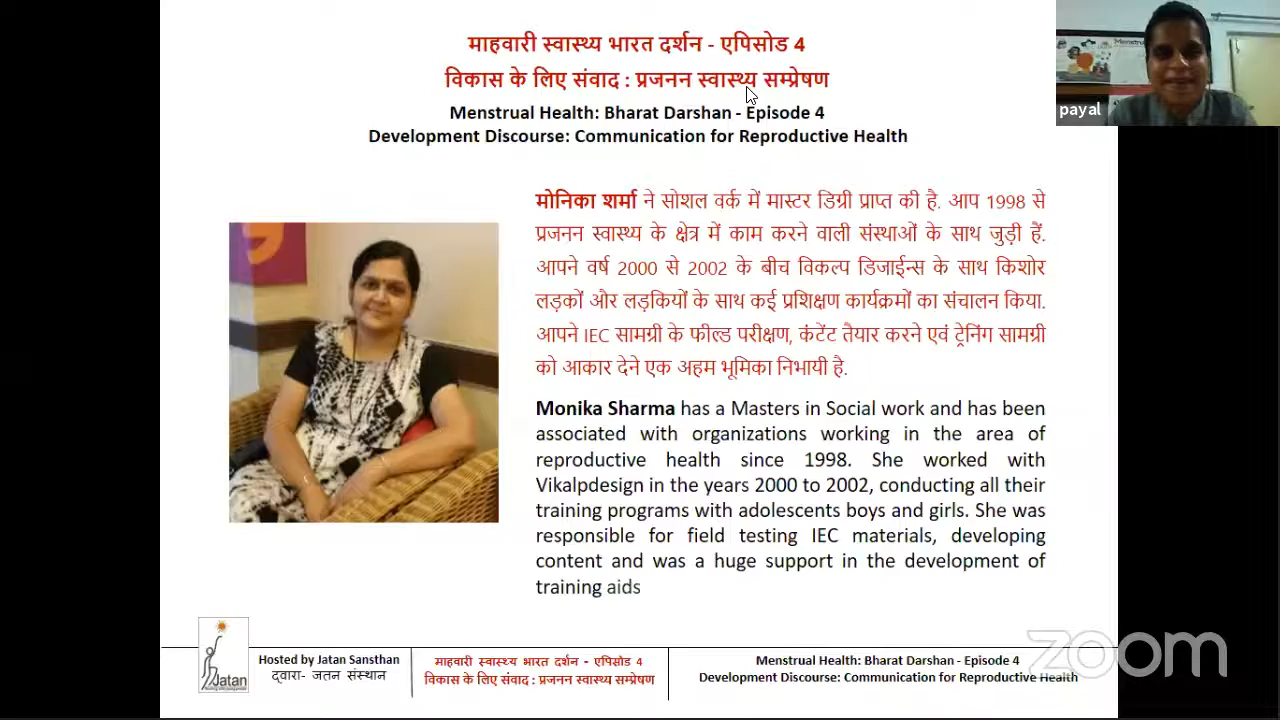 माहवारी स्वास्थ्य भारत दर्शन - एपिसोड 4
विकास के लिए संवाद : प्रजनन स्वास्थ्य सम्प्रेषण
Menstrual Health: Bharat Darshan - Episode 4
Development Discourse: Communication for Reproductive Health
payal
मोनिका शर्मा ने सोशल वर्क में मास्टर डिग्री प्राप्त की है. आप 1998 से
प्रजनन स्वास्थ्य के क्षेत्र में काम करने वाली संस्थाओं के साथ जुड़ी हैं.
आपने वर्ष 2000 से 2002 के बीच विकल्प डिजाईन्स के साथ किशोर
लड़कों और लड़कियों के साथ कई प्रशिक्षण कार्यक्रमों का संचालन किया.
आपने IEC सामग्री के फील्ड परीक्षण, कंटेंट तैयार करने एवं ट्रेनिंग सामग्री
को आकार देने एक अहम भूमिका निभायी है.
Monika Sharma has a Masters in Social work and has been
associated with organizations working in the area of
reproductive health since 1998. She worked with
Vikalpdesign in the years 2000 to 2002, conducting all their
training programs with adolescents boys and girls. She was
responsible for field testing IEC materials, developing
content and was a huge support in the development of
training aids
Jatan
Hosted by Jatan Sansthan
द्वारा- जतन संस्थान
माहवारी स्वास्थ्य भारत दर्शन - एपिसोड 4
विकास के लिए संवाद : प्रजनन स्वास्थ्य सम्प्रेषण
Menstrual Health: Bharat Darshan - Episode 4
Development Discourse: Communication for Reproductive Health
zoom